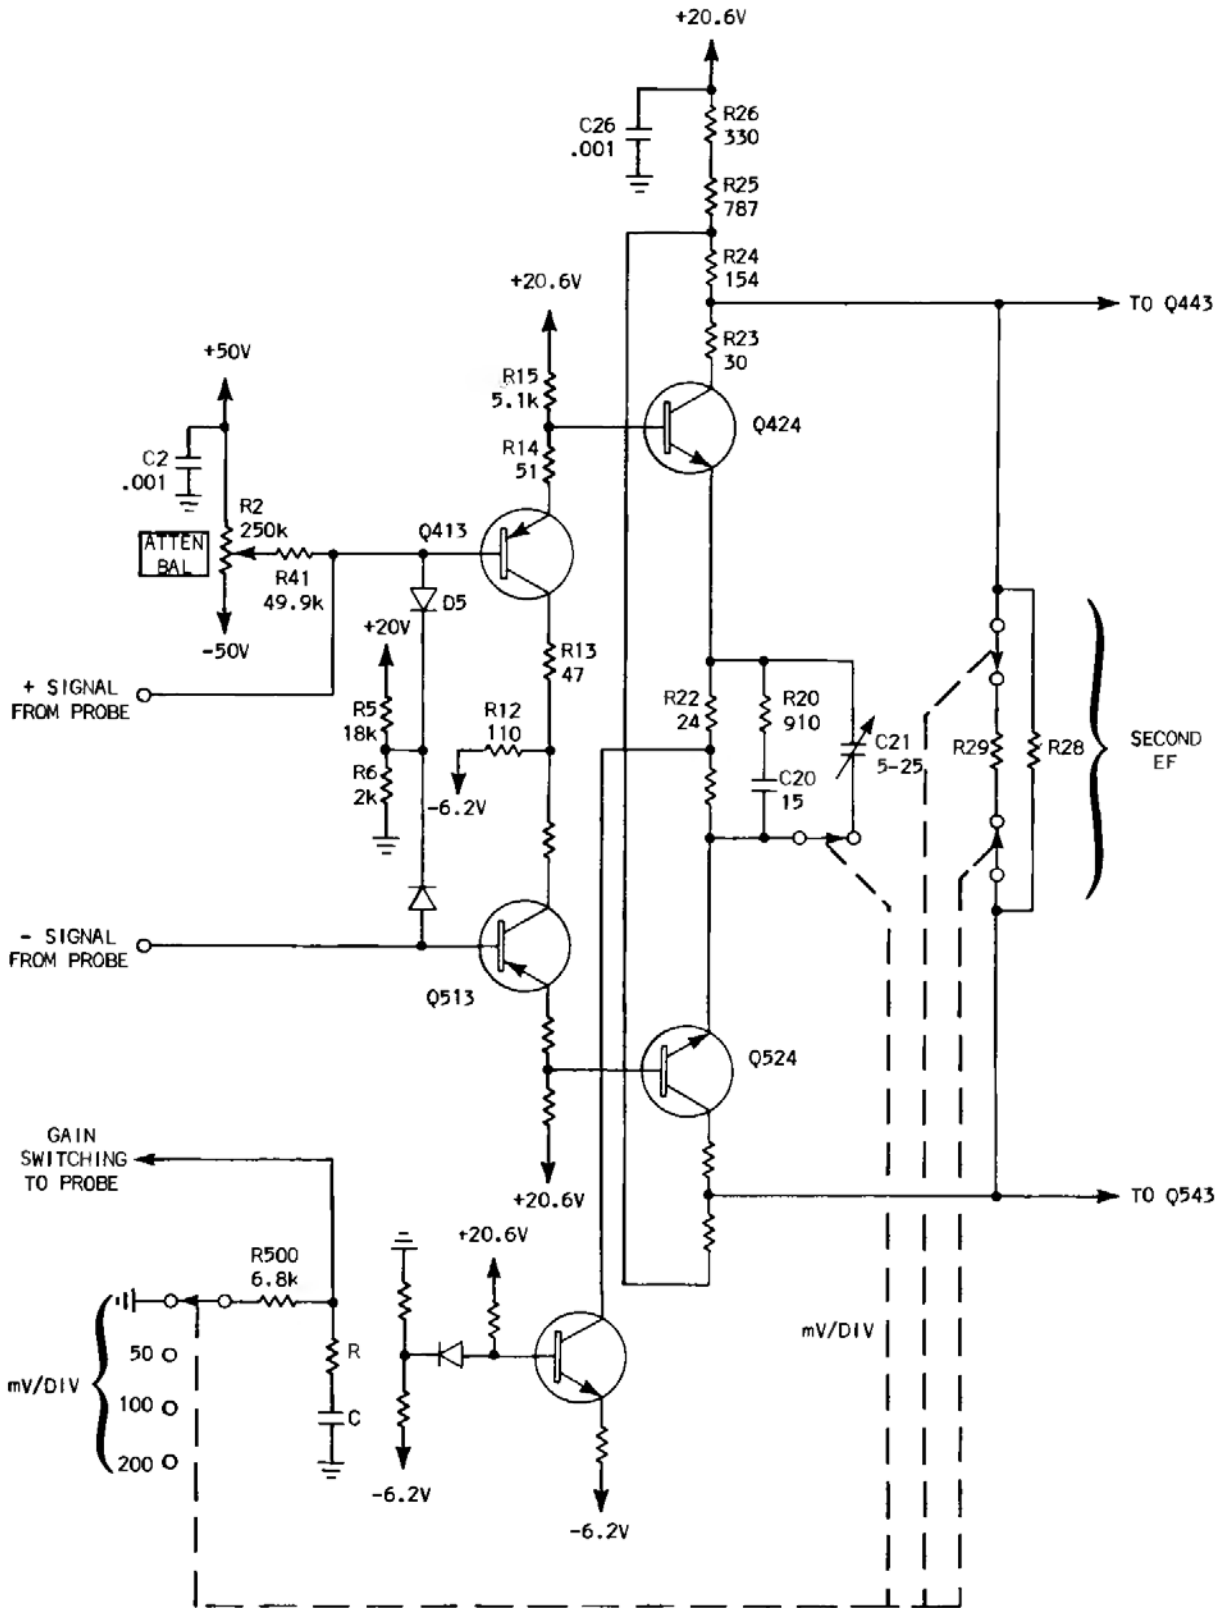 +20.6V
C26
.001
R26
330
R25
787
R24
154
TO Q443
R23
30
+20.6V
+50V
R15
5.1k
Q424
C2
.001
R14
51
R2
250k
ATTEN
BAL
Q413
R41
49.9k
D5
-50V
+20V
R13
47
+ SIGNAL
FROM PROBE
R5
18k
R12
110
R22
24
R20
910
C21
5-25
R29
R28
SECOND
EF
R6
2k
-6.2V
C20
15
- SIGNAL
FROM PROBE
Q513
Q524
GAIN
SWITCHING
TO PROBE
+20.6V
TO Q543
+20.6V
R500
6.8k
mV/DIV
50
R
mV/DIV
100
C
200
-6.2V
-6.2V